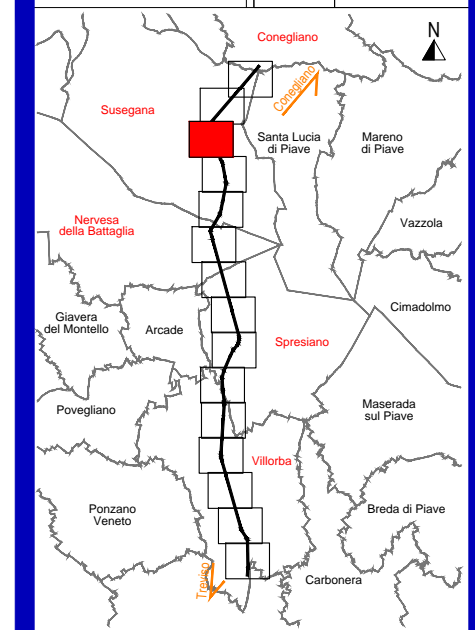 Conegliano
N
Conegliano
Susegana
Santa Lucia
di Piave
Mareno
di Piave
Nervesa
della Battaglia
Vazzola
Giavera
del Montello
Arcade
Cimadolmo
Spresiano
Povegliano
Maserada
sul Piave
Villorba
Ponzano
Veneto
Breda di Piave
Treviso
Carbonera